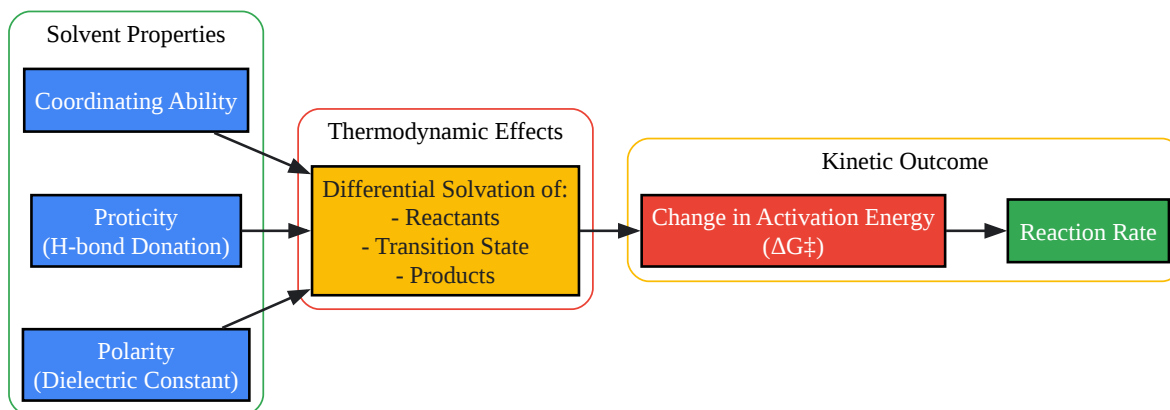 Solvent Properties
Coordinating Ability
Proticity
(H-bond Donation)
Polarity
(Dielectric Constant)
Thermodynamic Effects
Differential Solvation of:
- Reactants
- Transition State
- Products
Kinetic Outcome
Change in Activation Energy
(ΔG‡)
Reaction Rate